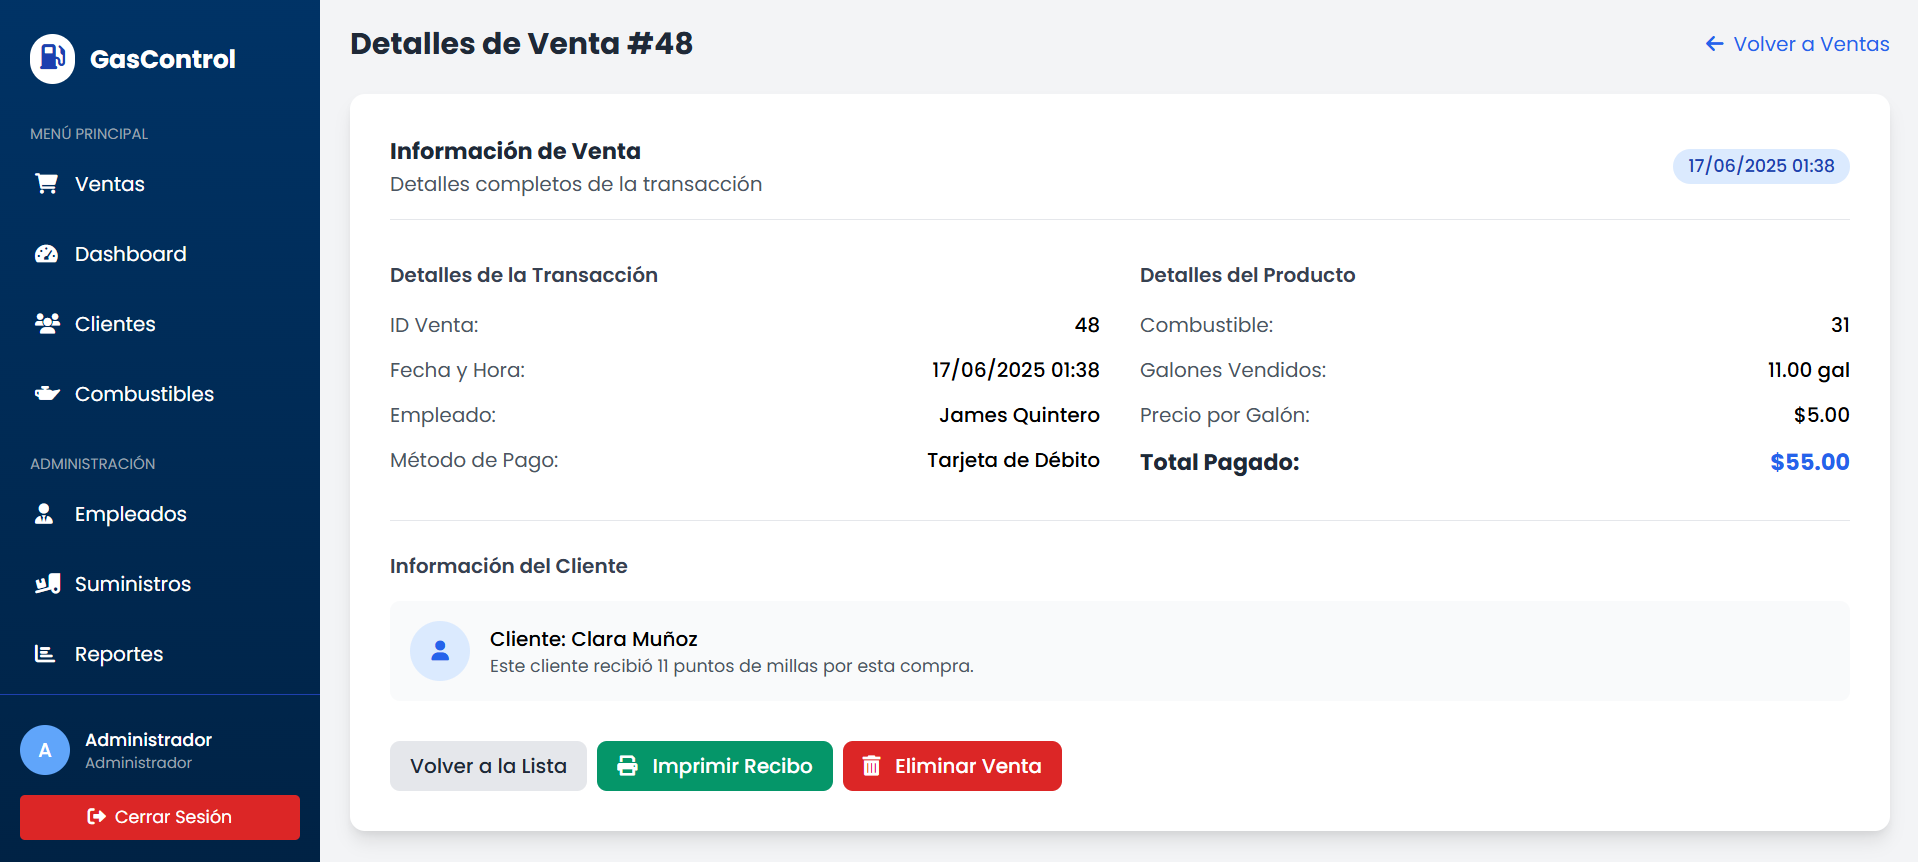 GasControl
MENÚ PRINCIPAL
Ventas
Dashboard
Clientes
Combustibles
ADMINISTRACIÓN
Empleados
Suministros
Reportes
A
Administrador
Administrador
Cerrar Sesión
Detalles de Venta #48
Volver a Ventas
Información de Venta
Detalles completos de la transacción
17/06/2025 01:38
Detalles de la Transacción
ID Venta: 48
Fecha y Hora: 17/06/2025 01:38
Empleado: James Quintero
Método de Pago: Tarjeta de Débito
Detalles del Producto
Combustible: 31
Galones Vendidos: 11.00 gal
Precio por Galón: $5.00
Total Pagado: $55.00
Información del Cliente
Cliente: Clara Muñoz
Este cliente recibió 11 puntos de millas por esta compra.
Volver a la Lista
Imprimir Recibo
Eliminar Venta